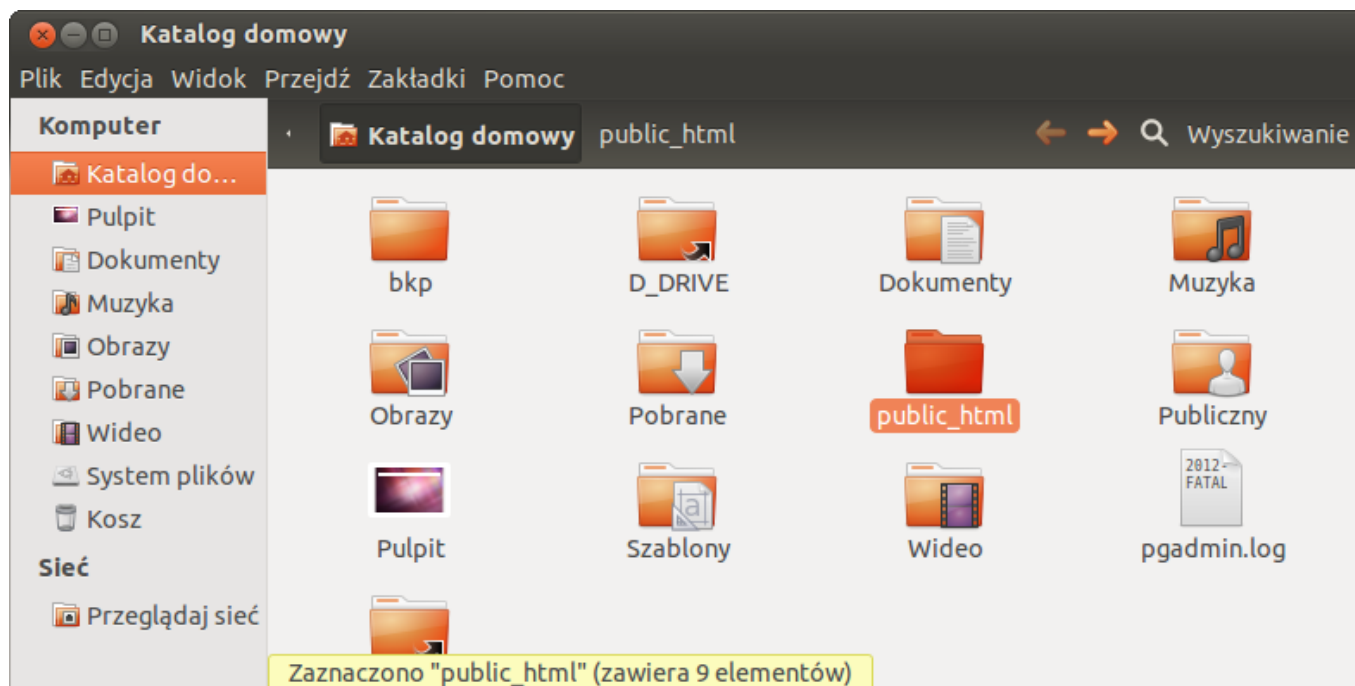 Katalog domowy
Plik Edycja Widok Przejdź Zakładki Pomoc
Komputer
Katalog do...
Pulpit
Dokumenty
Muzyka
Obrazy
Pobrane
Wideo
System plików
Kosz
Sieć
Przeglądaj sieć
Katalog domowy public_html Wyszukiwanie
bkp D_DRIVE Dokumenty Muzyka
Obrazy Pobrane public_html Publiczny
2012-
FATAL
Pulpit Szablony Wideo pgadmin.log
Zaznaczono "public_html" (zawiera 9 elementów)